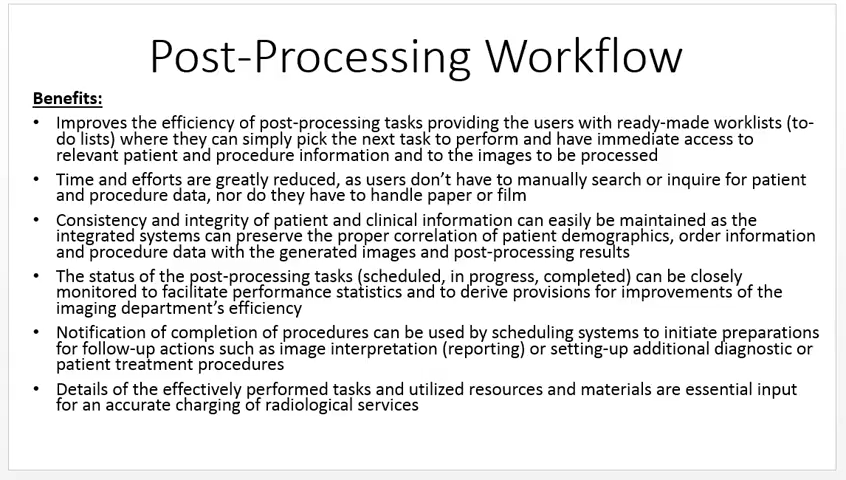 Post-Processing Workflow
Benefits:
• Improves the efficiency of post-processing tasks providing the users with ready-made worklists (to-
do lists) where they can simply pick the next task to perform and have immediate access to
relevant patient and procedure information and to the images to be processed
• Time and efforts are greatly reduced, as users don't have to manually search or inquire for patient
and procedure data, nor do they have to handle paper or film
• Consistency and integrity of patient and clinical information can easily be maintained as the
integrated systems can preserve the proper correlation of patient demographics, order information
and procedure data with the generated images and post-processing results
• The status of the post-processing tasks (scheduled, in progress, completed) can be closely
monitored to facilitate performance statistics and to derive provisions for improvements of the
imaging department's efficiency
• Notification of completion of procedures can be used by scheduling systems to initiate preparations
for follow-up actions such as image interpretation (reporting) or setting-up additional diagnostic or
patient treatment procedures
• Details of the effectively performed tasks and utilized resources and materials are essential input
for an accurate charging of radiological services